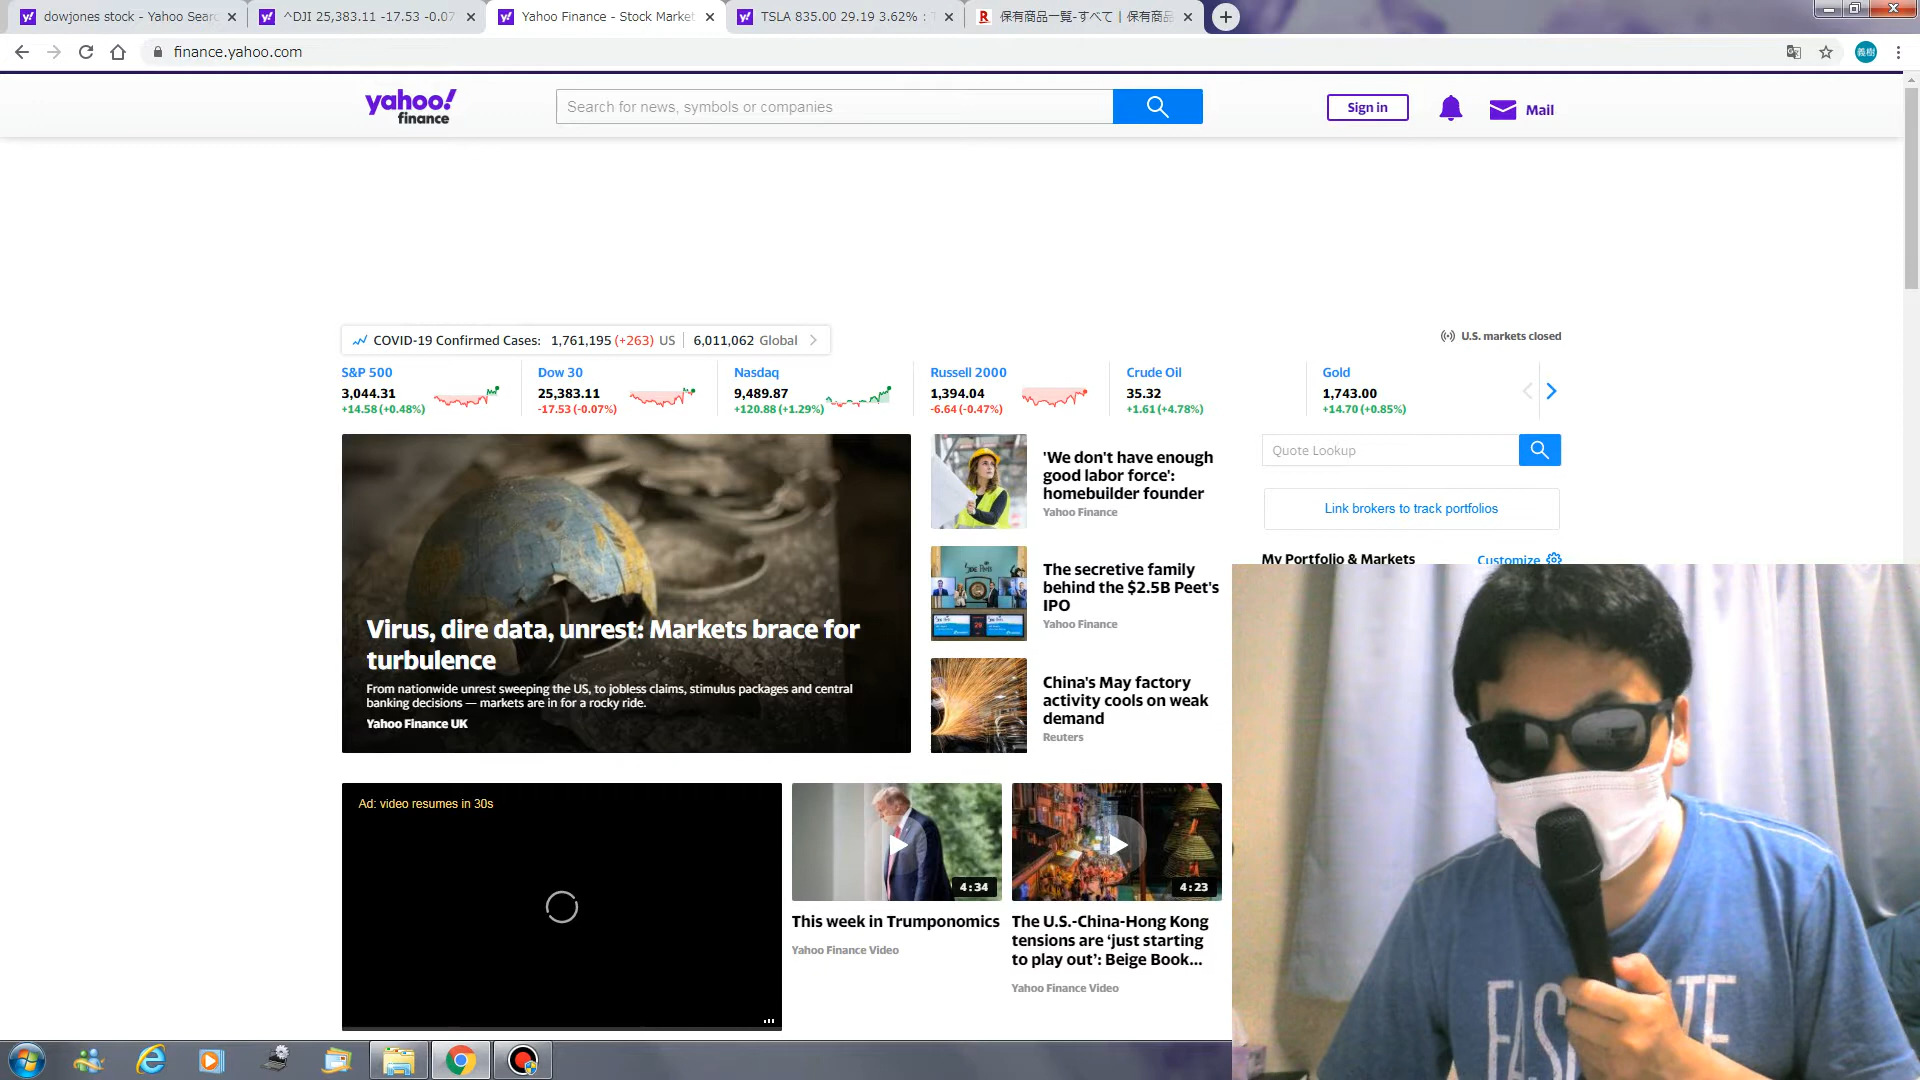 dowjones stock - Yahoo Sear
^DJI 25,383.11 -17.53 -0.07
Yahoo Finance - Stock Market
TSLA 835.00 29.19 3.62% : T
保有商品一覧-すべて | 保有商品
finance.yahoo.com
義樹
yahoo!
finance
Search for news, symbols or companies
Sign in
Mail
COVID-19 Confirmed Cases: 1,761,195 (+263) US 6,011,062 Global
U.S. markets closed
S&P 500
3,044.31
+14.58 (+0.48%)
Dow 30
25,383.11
-17.53 (-0.07%)
Nasdaq
9,489.87
+120.88 (+1.29%)
Russell 2000
1,394.04
-6.64 (-0.47%)
Crude Oil
35.32
+1.61 (+4.78%)
Gold
1,743.00
+14.70 (+0.85%)
Virus, dire data, unrest: Markets brace for
turbulence
From nationwide unrest sweeping the US, to jobless claims, stimulus packages and central
banking decisions — markets are in for a rocky ride.
Yahoo Finance UK
'We don't have enough
good labor force':
homebuilder founder
Yahoo Finance
The secretive family
behind the $2.5B Peet's
IPO
Yahoo Finance
China's May factory
activity cools on weak
demand
Reuters
Quote Lookup
Link brokers to track portfolios
My Portfolio & Markets
Customize
Ad: video resumes in 30s
4:34
This week in Trumponomics
Yahoo Finance Video
4:23
The U.S.-China-Hong Kong
tensions are ‘just starting
to play out’: Beige Book...
Yahoo Finance Video